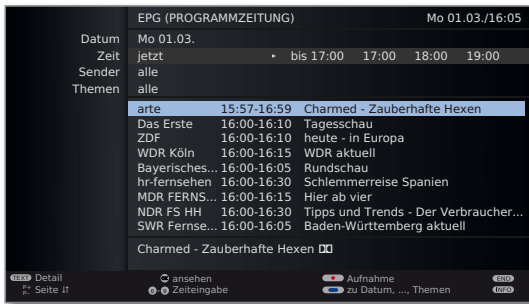 EPG (PROGRAMMZEITUNG) Mo 01.03./16:05
Datum Mo 01.03.
Zeit jetzt ‣ bis 17:00 17:00 18:00 19:00
Sender alle
Themen alle
arte 15:57-16:59 Charmed - Zauberhafte Hexen
Das Erste 16:00-16:10 Tagesschau
ZDF 16:00-16:10 heute - in Europa
WDR Köln 16:00-16:15 WDR aktuell
Bayerisches... 16:00-16:05 Rundschau
hr-fernsehen 16:00-16:30 Schlemmerreise Spanien
MDR FERNS... 16:00-16:15 Hier ab vier
NDR FS HH 16:00-16:30 Tipps und Trends - Der Verbraucher...
SWR Fernse... 16:00-16:05 Baden-Württemberg aktuell
Charmed - Zauberhafte Hexen
TEXT Detail OK ansehen Aufnahme END
P+ P- Seite ↓↑ 0-9 Zeiteingabe zu Datum, ..., Themen INFO